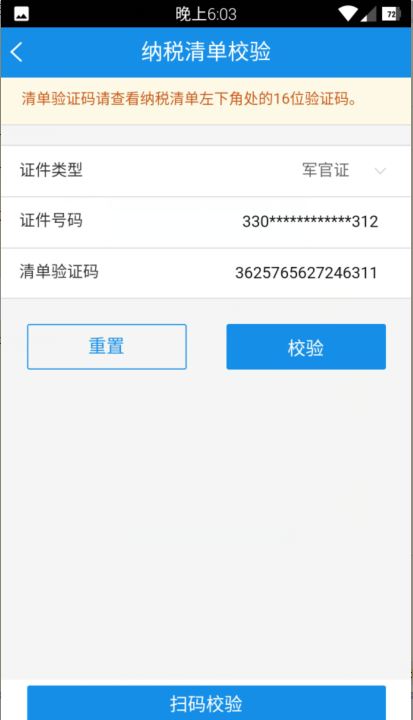 晚上6:03
72
纳税清单校验
清单验证码请查看纳税清单左下角处的16位验证码。
证件类型 军官证
证件号码 330************312
清单验证码 3625765627246311
重置 校验
扫码校验